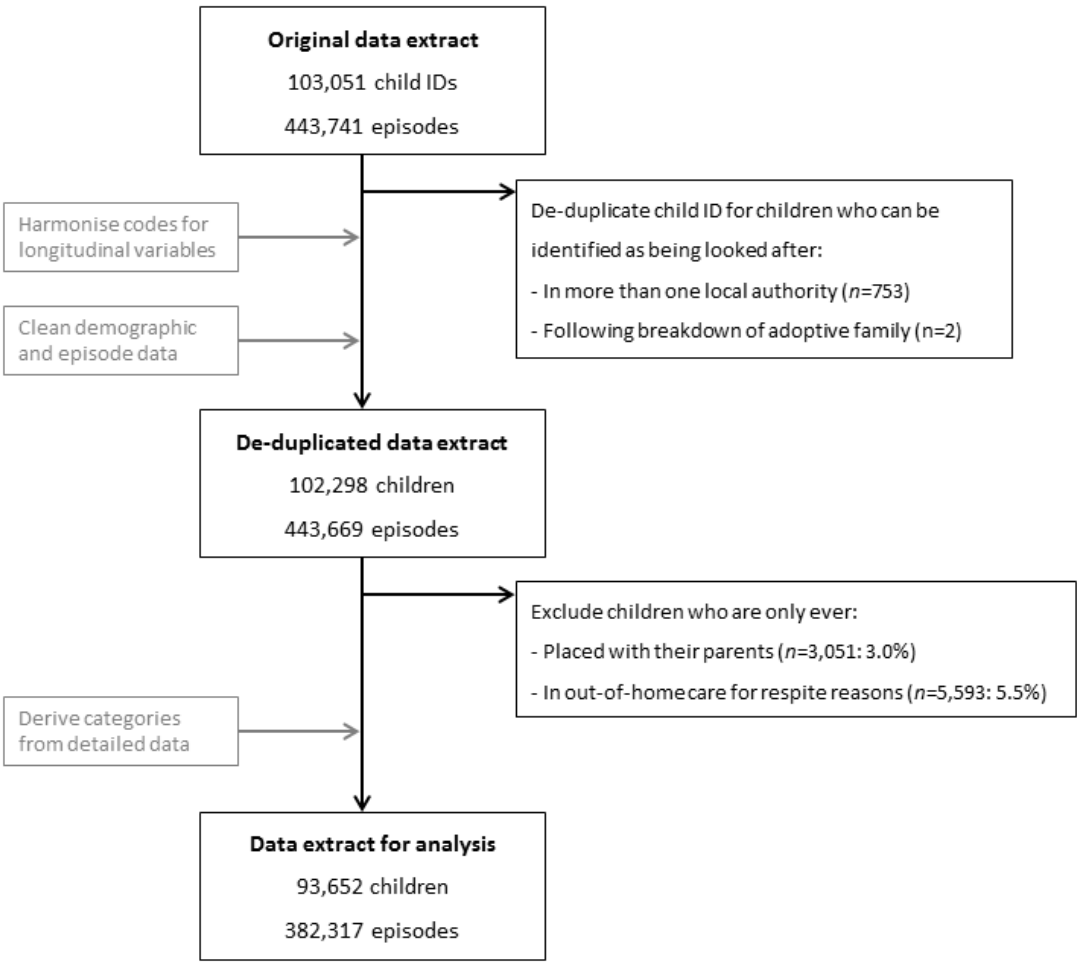 Original data extract
103,051 child IDs
443,741 episodes
De-duplicate child ID for children who can be
identified as being looked after:
- In more than one local authority (n=753)
- Following breakdown of adoptive family (n=2)
Harmonise codes for
longitudinal variables
Clean demographic
and episode data
De-duplicated data extract
102,298 children
443,669 episodes
Exclude children who are only ever:
- Placed with their parents (n=3,051: 3.0%)
- In out-of-home care for respite reasons (n=5,593: 5.5%)
Derive categories
from detailed data
Data extract for analysis
93,652 children
382,317 episodes